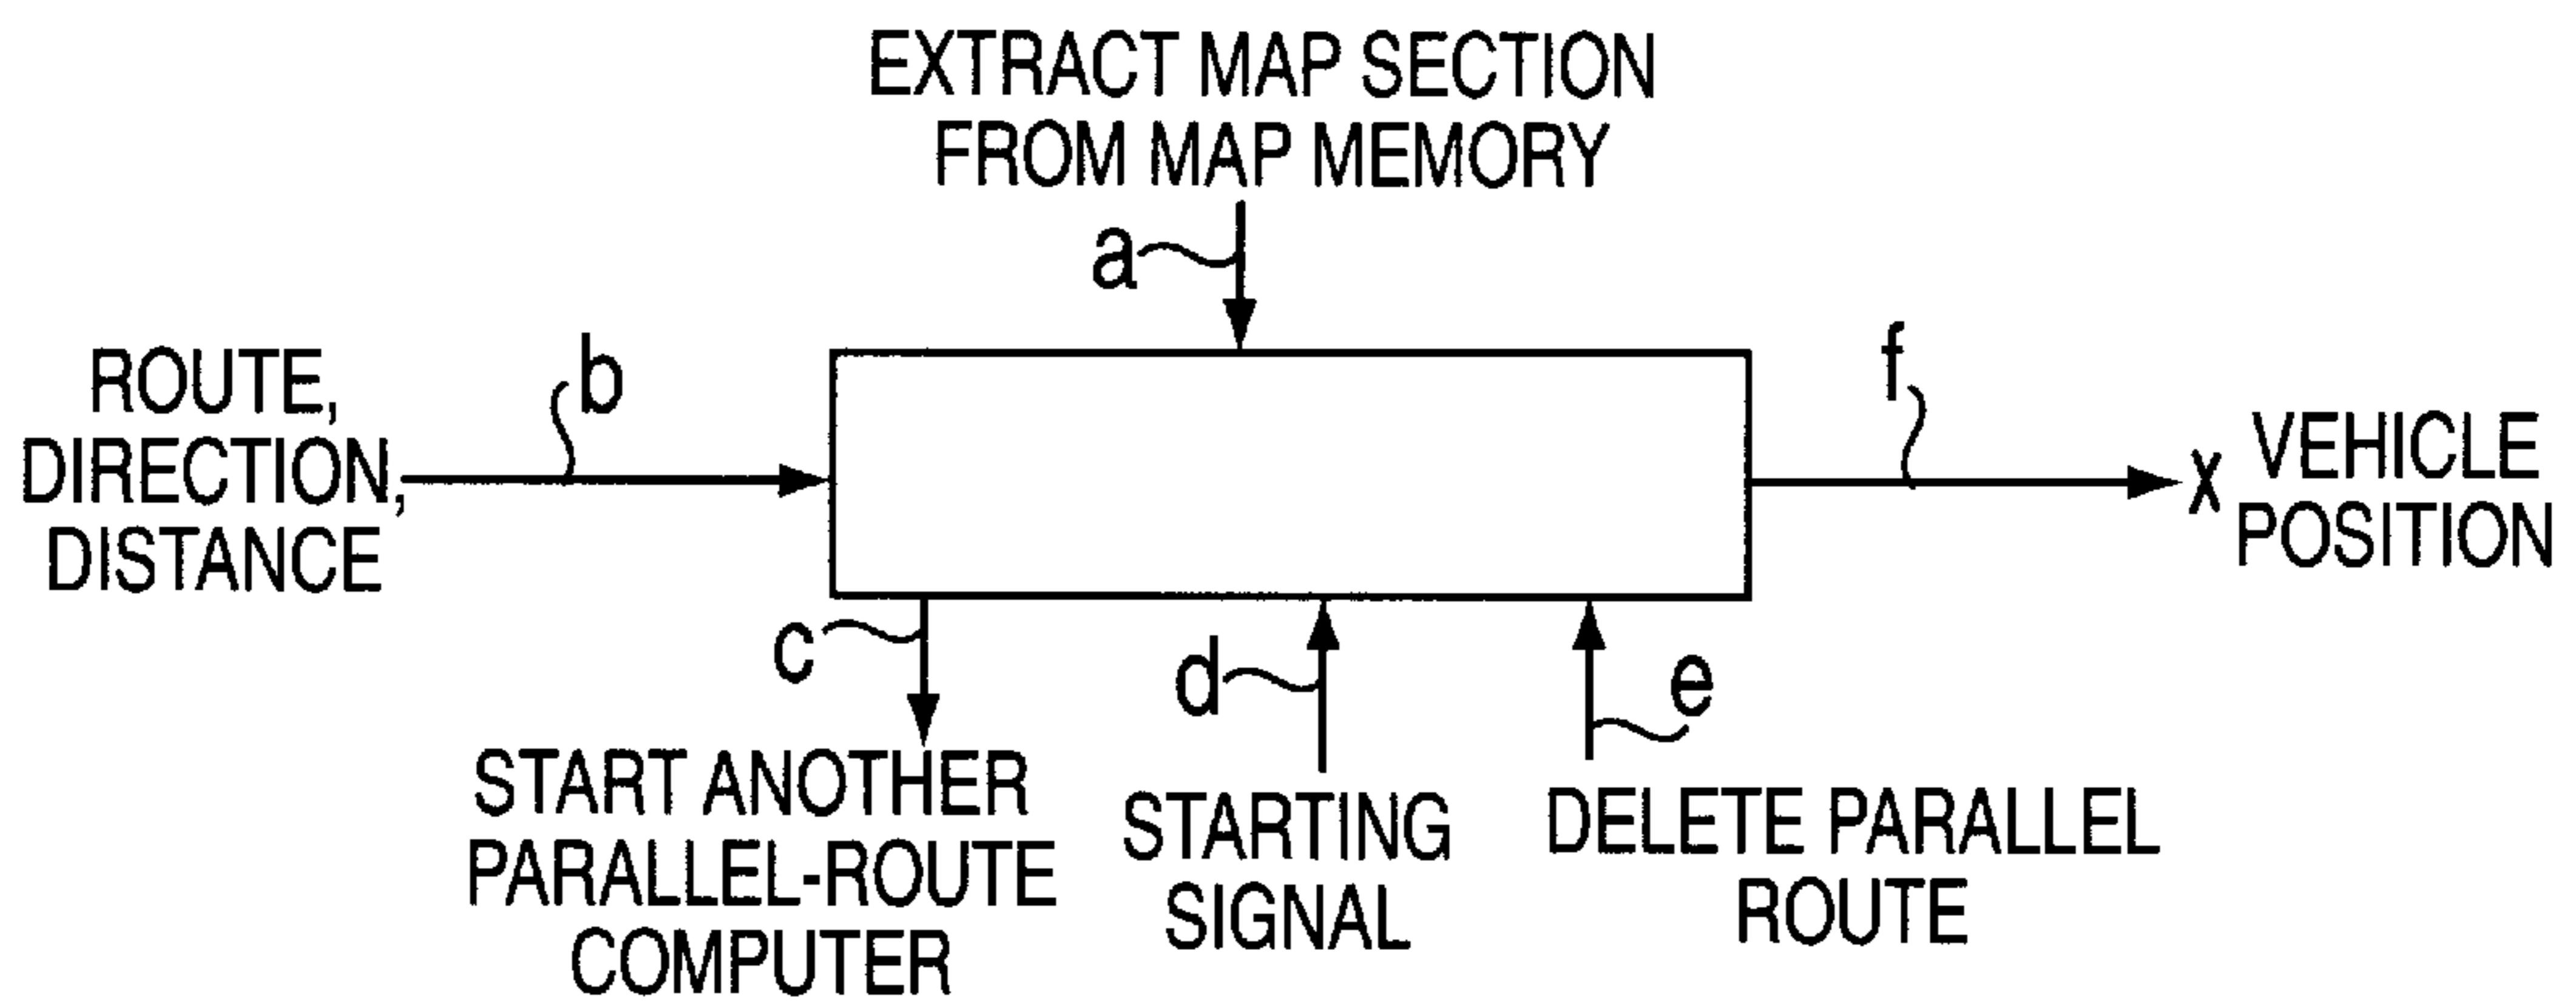 EXTRACT MAP SECTION
FROM MAP MEMORY
a
ROUTE,
DIRECTION,
DISTANCE
b
f
x
VEHICLE
POSITION
c
d
e
START ANOTHER
PARALLEL-ROUTE
COMPUTER
STARTING
SIGNAL
DELETE PARALLEL
ROUTE